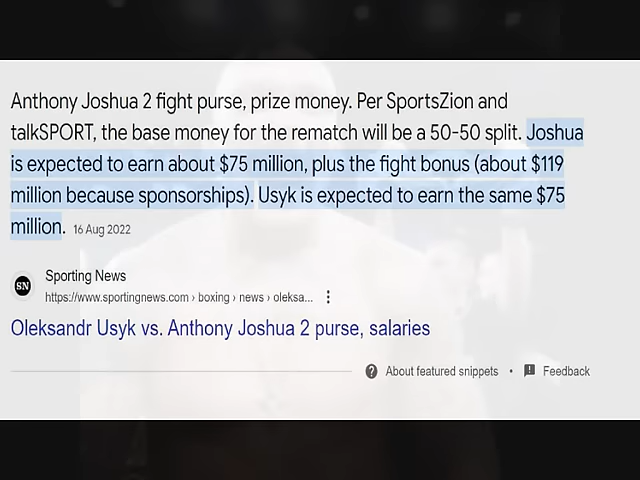 Anthony Joshua 2 fight purse, prize money. Per SportsZion and
talkSPORT, the base money for the rematch will be a 50-50 split. Joshua
is expected to earn about $75 million, plus the fight bonus (about $119
million because sponsorships). Usyk is expected to earn the same $75
million. 16 Aug 2022
SN
Sporting News
https://www.sportingnews.com › boxing › news › oleksa...
Oleksandr Usyk vs. Anthony Joshua 2 purse, salaries
About featured snippets • Feedback